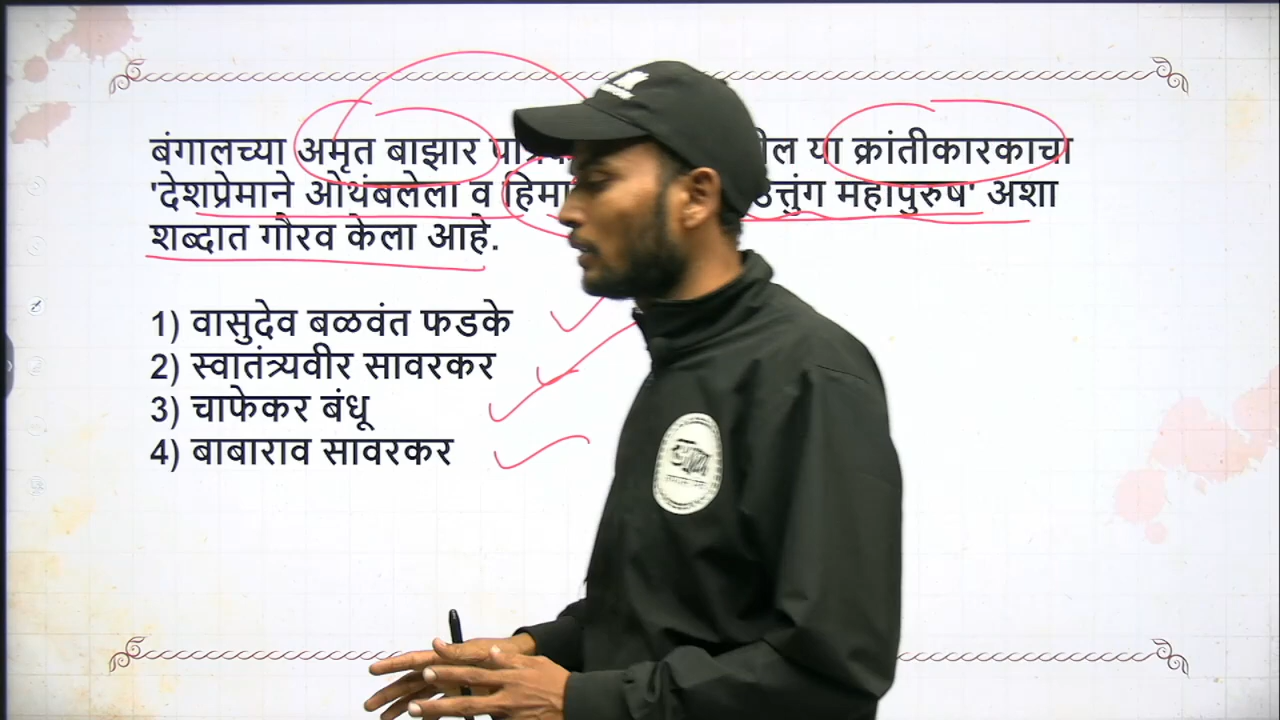 बंगालच्या अमृत बाझार या क्रांतीकारकाचा
'देशप्रेमाने ओथंबलेला व महापुरुष' अशा
शब्दात गौरव केला आहे.
1) वासुदेव बळवंत फडके
2) स्वातंत्र्यवीर सावरकर
3) चाफेकर बंधू
4) बाबाराव सावरकर